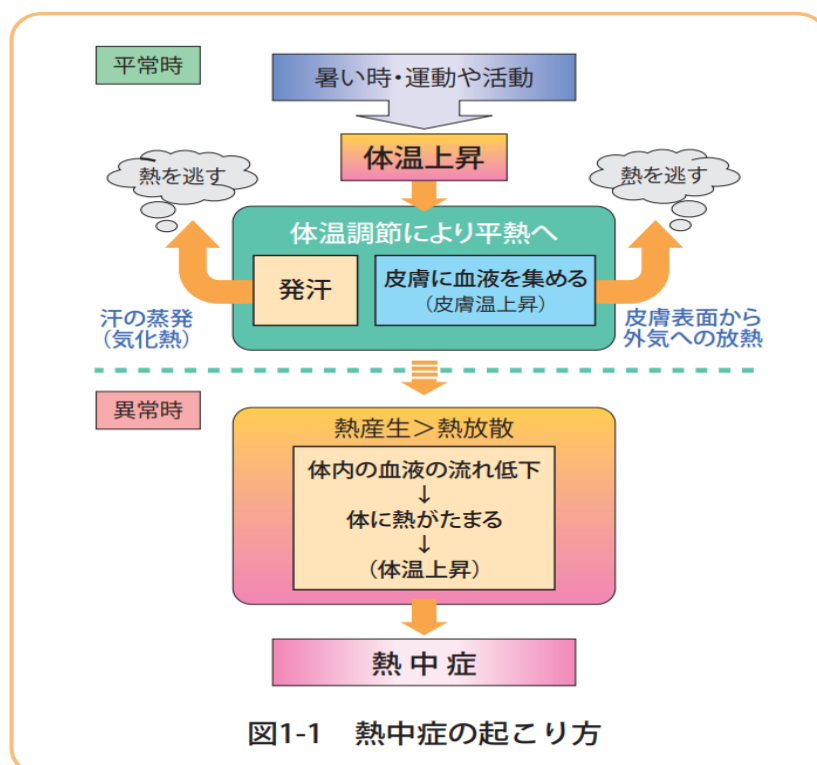 平常時
暑い時・運動や活動
体温上昇
熱を逃す
熱を逃す
体温調節により平熱へ
発汗
皮膚に血液を集める
(皮膚温上昇)
汗の蒸発
(気化熱)
皮膚表面から
外気への放熱
異常時
熱産生＞熱放散
体内の血液の流れ低下
↓
体に熱がたまる
↓
(体温上昇)
熱中症
図1-1　熱中症の起こり方